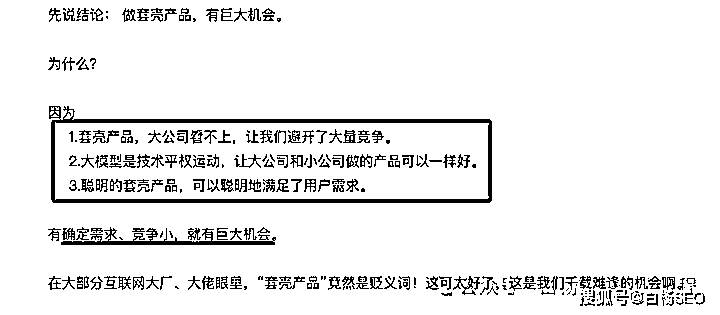 先说结论： 做套壳产品，有巨大机会。
为什么？
因为
1.套壳产品，大公司看不上，让我们避开了大量竞争。
2.大模型是技术平权运动，让大公司和小公司做的产品可以一样好。
3.聪明的套壳产品，可以聪明地满足了用户需求。
有确定需求、竞争小，就有巨大机会。
在大部分互联网大厂、大佬眼里，“套壳产品”竟然是贬义词！这可太好了，这是我们千载难逢的机会啊
搜狐号@白杨SEO